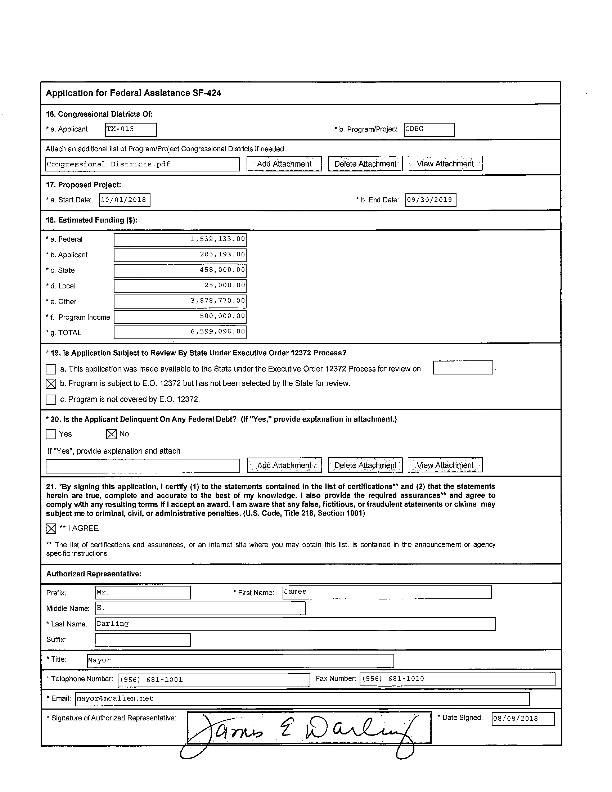 Application for Federal Assistance SF-424
16. Congressional Districts Of:
* a. Applicant TX-015 * b. Program/Project CDBG
Attach an additional list of Program/Project Congressional Districts if needed.
Congressional Districts.pdf Add Attachment Delete Attachment View Attachment
17. Proposed Project:
* a. Start Date: 10/01/2018 * b. End Date: 09/30/2019
18. Estimated Funding ($):
* a. Federal
* b. Applicant
* c. State 458,000.00
* d. Local 25,000.00
* e. Other
* f. Program Income 500,000.00
* g. TOTAL
* 19. Is Application Subject to Review By State Under Executive Order 12372 Process?
a. This application was made available to the State under the Executive Order 12372 Process for review on
b. Program is subject to E.O. 12372 but has not been selected by the State for review.
c. Program is not covered by E.O. 12372.
* 20. Is the Applicant Delinquent On Any Federal Debt? (If "Yes," provide explanation in attachment.)
Yes No
If "Yes", provide explanation and attach
Add Attachment Delete Attachment View Attachment
21. *By signing this application, I certify (1) to the statements contained in the list of certifications** and (2) that the statements
herein are true, complete and accurate to the best of my knowledge. I also provide the required assurances** and agree to
comply with any resulting terms if I accept an award. I am aware that any false, fictitious, or fraudulent statements or claims may
subject me to criminal, civil, or administrative penalties. (U.S. Code, Title 218, Section 1001)
** I AGREE
** The list of certifications and assurances, or an internet site where you may obtain this list, is contained in the announcement or agency
specific instructions.
Authorized Representative:
Prefix: Mr. * First Name: James
Middle Name: E.
* Last Name: Darling
Suffix:
* Title: Mayor
* Telephone Number: (956) 681-1001 Fax Number: (956) 681-1010
* Email: mayor@mcallen.net
* Signature of Authorized Representative: James E Darling * Date Signed: 08/09/2018